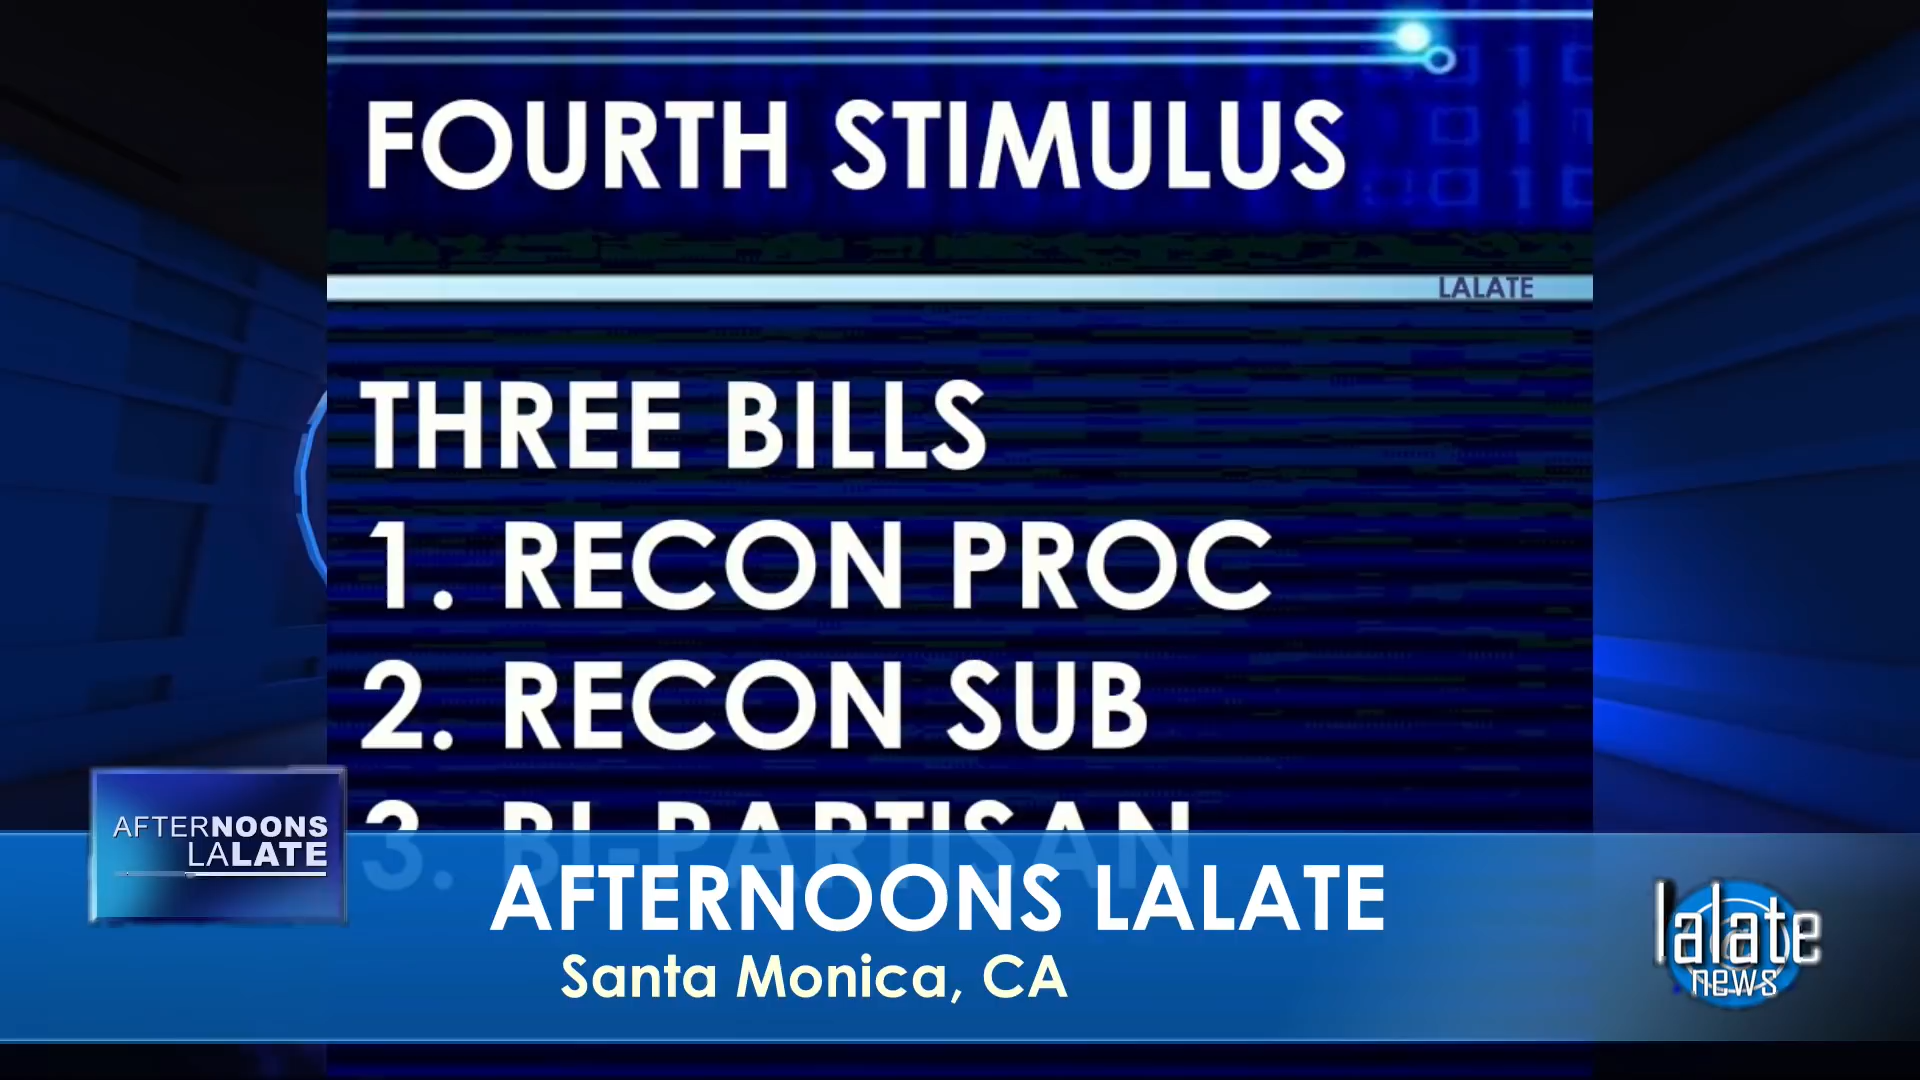 FOURTH STIMULUS
LALATE
THREE BILLS
1. RECON PROC
2. RECON SUB
3. BI-PARTISAN
AFTERNOONS
LALATE
AFTERNOONS LALATE
Santa Monica, CA
lalate
news